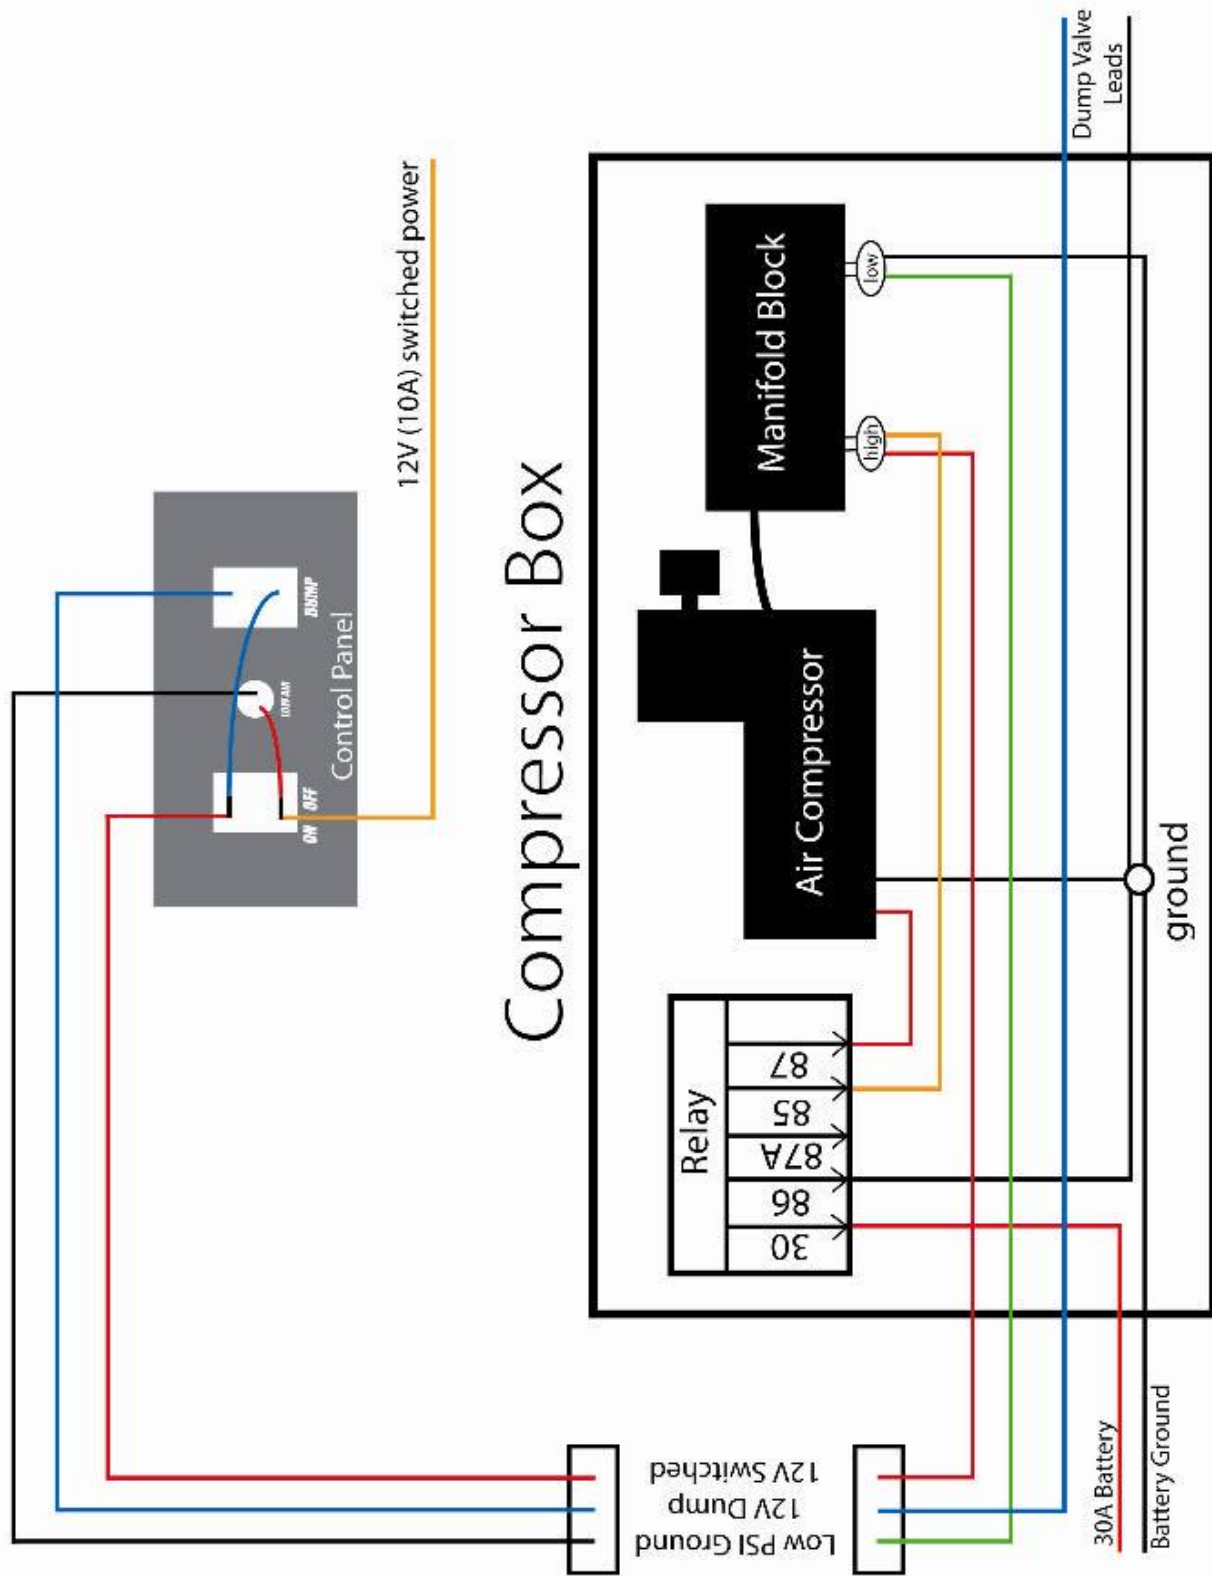 12V (10A) switched power
ON
OFF
DUMP
Control Panel
Compressor Box
Low PSI Ground
12V Dump
12V Switched
Relay
30
86
87A
85
87
Air Compressor
Manifold Block
high
low
ground
30A Battery
Battery Ground
Dump Valve
Leads